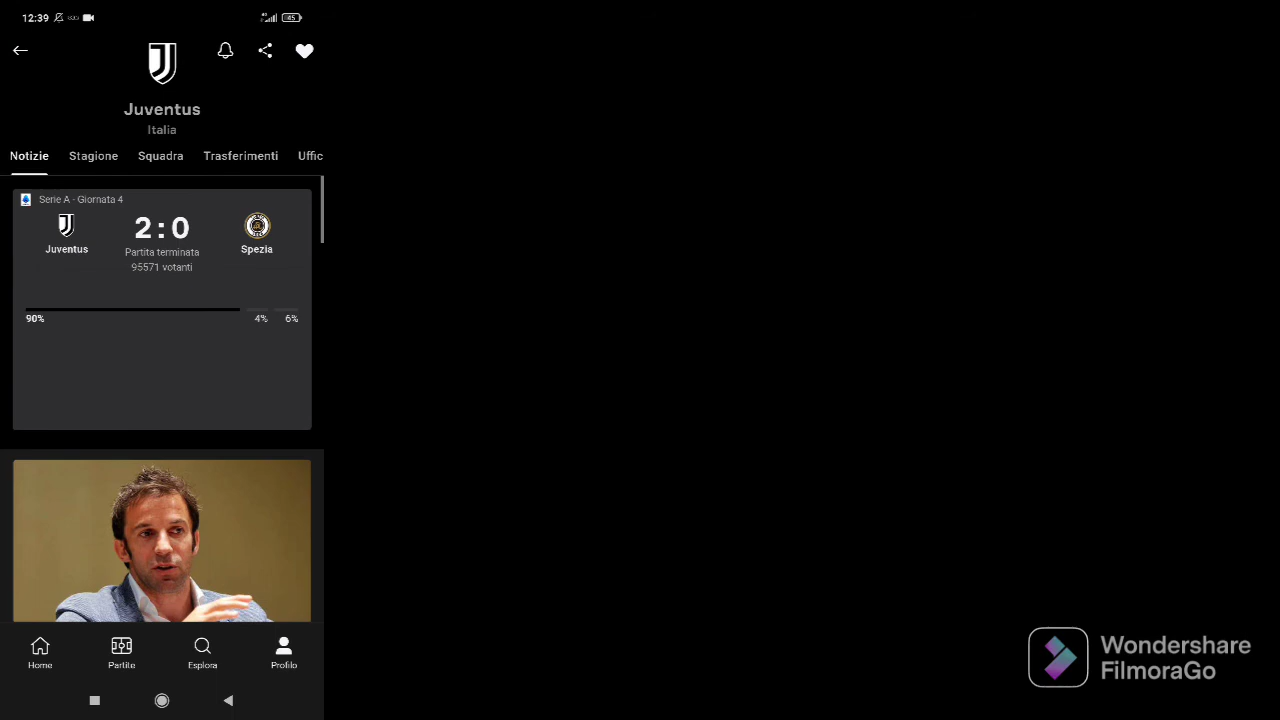 12:39
45
Juventus
Italia
Notizie Stagione Squadra Trasferimenti Uffic
Serie A - Giornata 4
2 : 0
Juventus Partita terminata Spezia
95571 votanti
90% 4% 6%
Home Partite Esplora Profilo
Wondershare
FilmoraGo